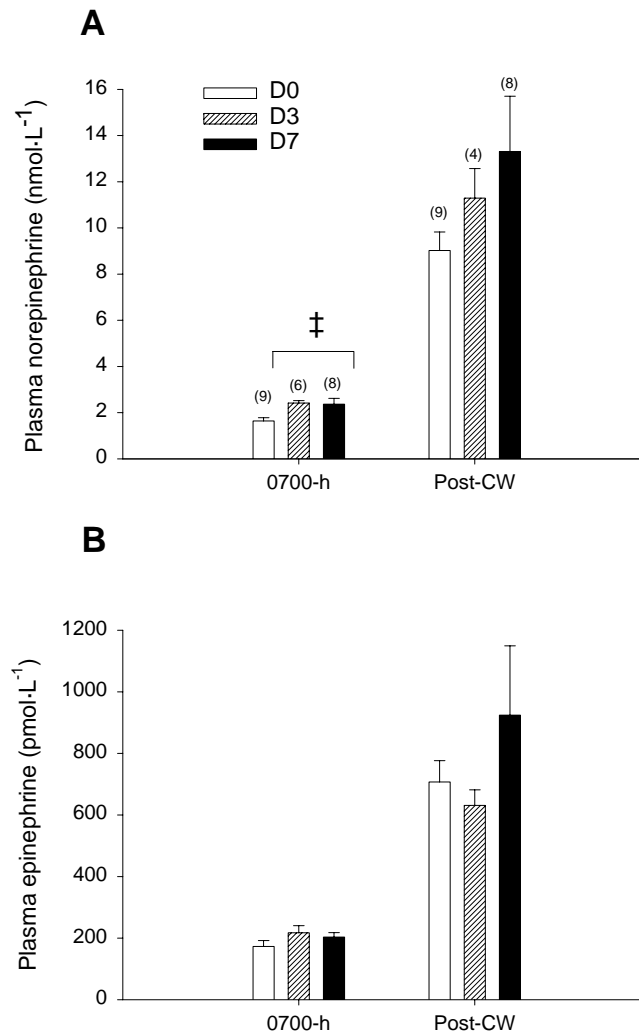 A
Plasma norepinephrine (nmol·L-1)
16
14
12
10
8
6
4
2
0
D0
D3
D7
(9)
(6)
(8)
‡
(9)
(4)
(8)
0700-h
Post-CW
B
Plasma epinephrine (pmol·L-1)
1200
1000
800
600
400
200
0
0700-h
Post-CW